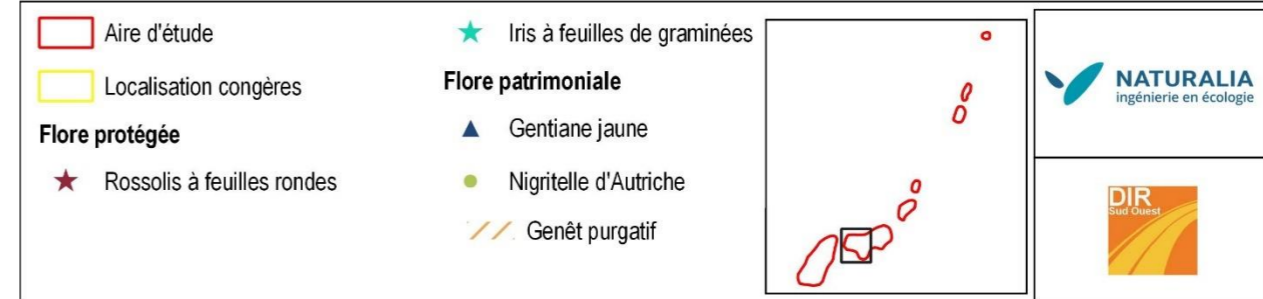 Aire d'étude
Localisation congères
Flore protégée
Rossolis à feuilles rondes
Iris à feuilles de graminées
Flore patrimoniale
Gentiane jaune
Nigritelle d'Autriche
Genêt purgatif
NATURALIA
ingénierie en écologie
DIR
Sud Ouest